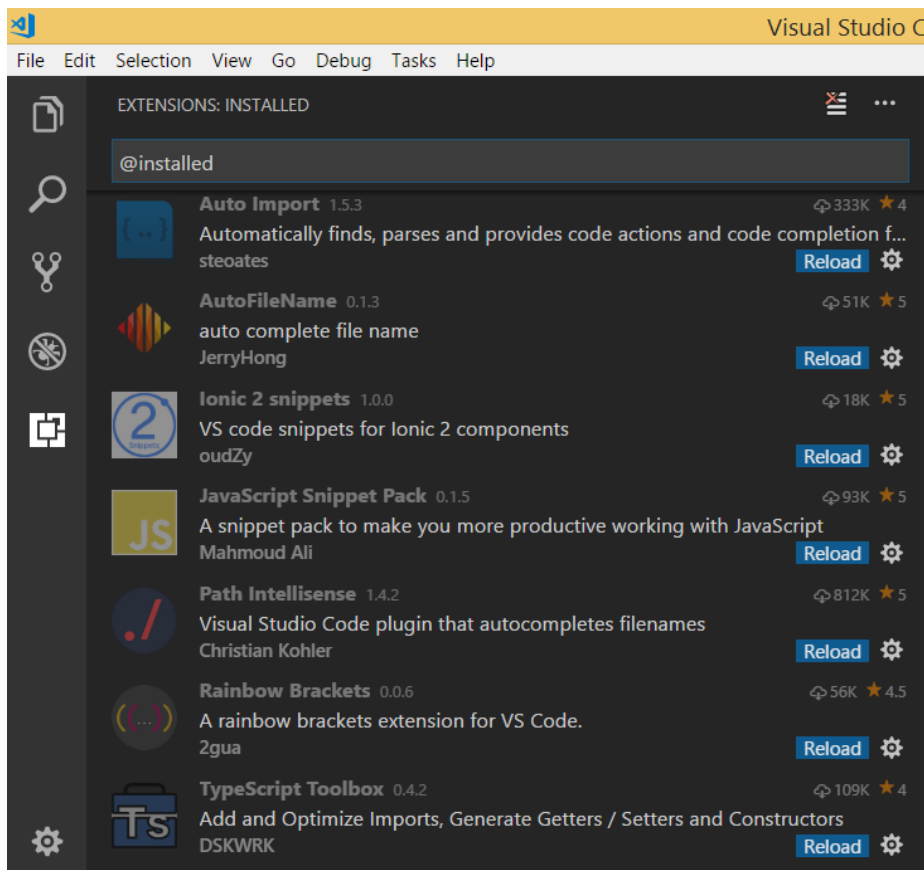 Visual Studio C
File Edit Selection View Go Debug Tasks Help
EXTENSIONS: INSTALLED
@installed
Auto Import 1.5.3 333K 4
{..}
Automatically finds, parses and provides code actions and code completion f...
steoates Reload
AutoFileName 0.1.3 51K 5
auto complete file name
JerryHong Reload
Ionic 2 snippets 1.0.0 18K 5
2
Snippets
VS code snippets for Ionic 2 components
oudZy Reload
JavaScript Snippet Pack 0.1.5 93K 5
JS
A snippet pack to make you more productive working with JavaScript
Mahmoud Ali Reload
Path Intellisense 1.4.2 812K 5
./
Visual Studio Code plugin that autocompletes filenames
Christian Kohler Reload
Rainbow Brackets 0.0.6 56K 4.5
((...))
A rainbow brackets extension for VS Code.
2gua Reload
TypeScript Toolbox 0.4.2 109K 4
TS
Add and Optimize Imports, Generate Getters / Setters and Constructors
DSKWRK Reload